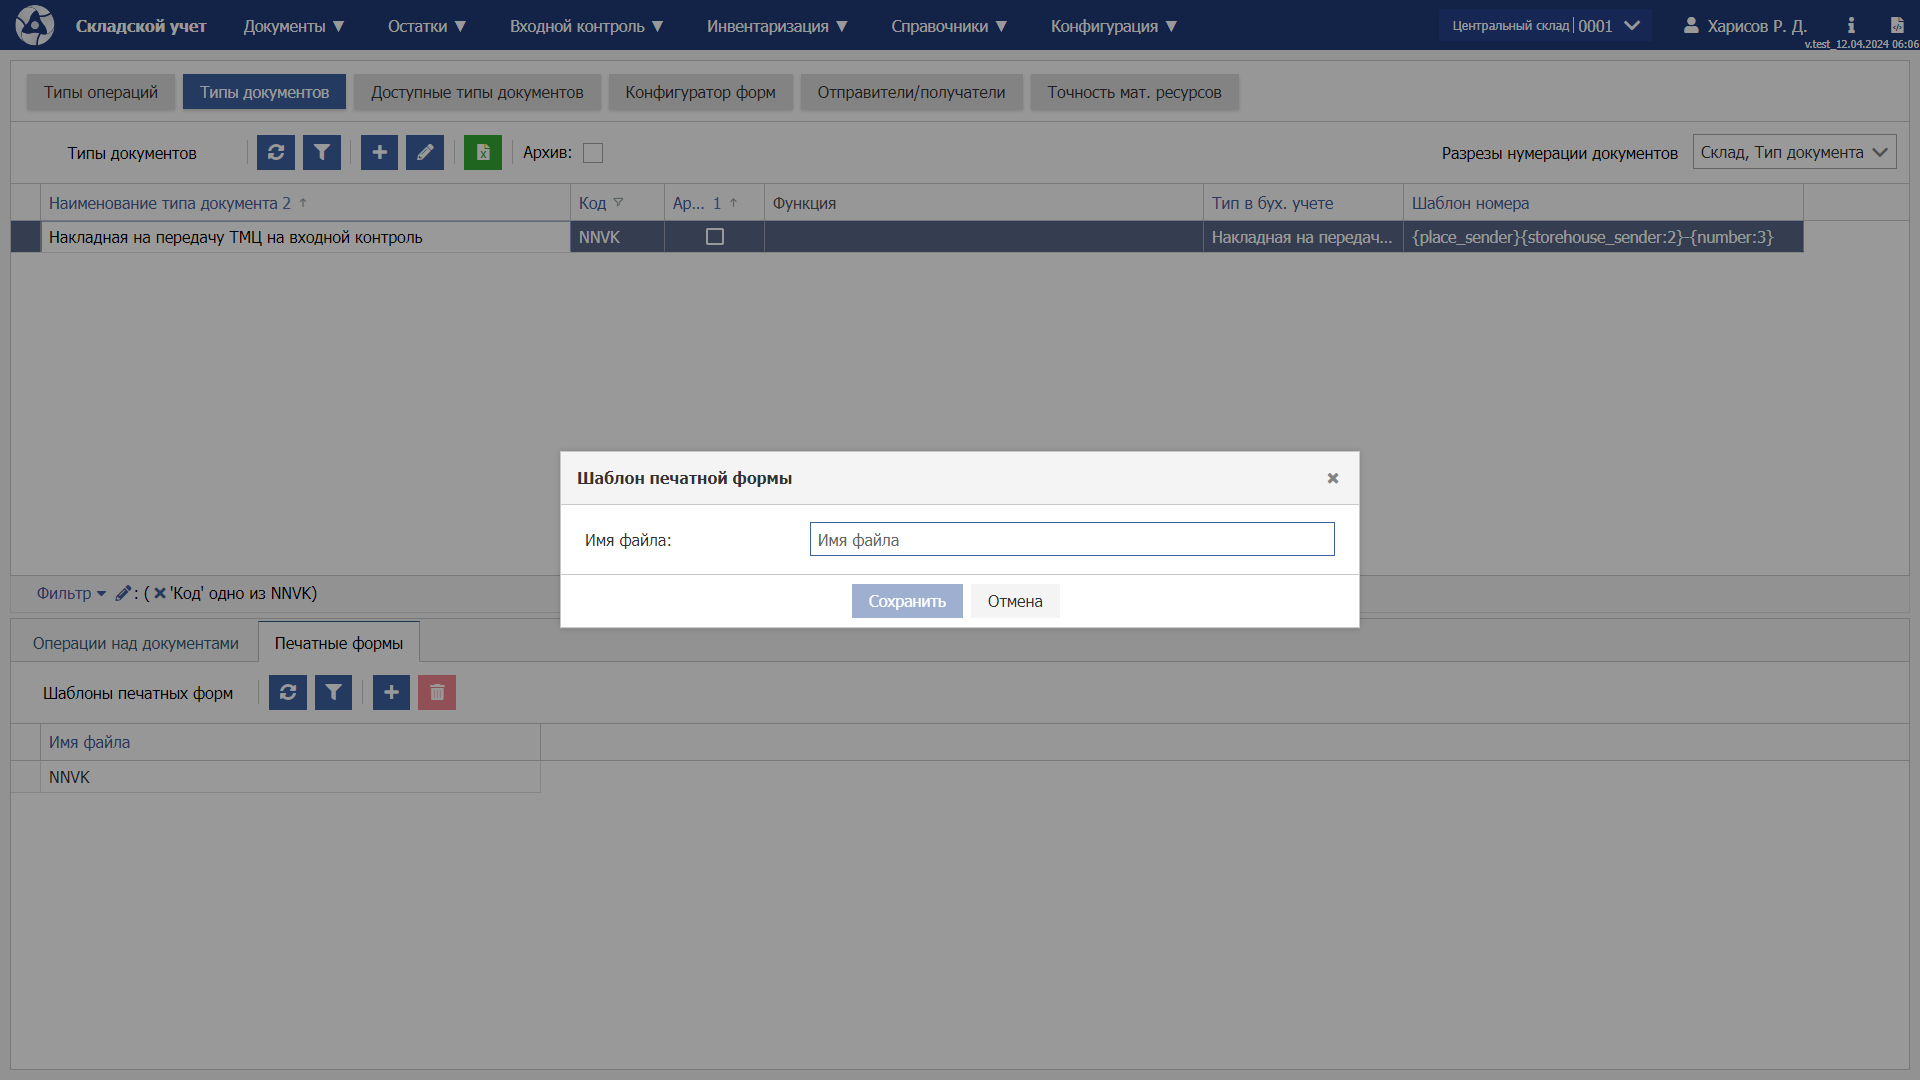 Складской учет Документы ▼ Остатки ▼ Входной контроль ▼ Инвентаризация ▼ Справочники ▼ Конфигурация ▼ Центральный склад | 0001 Харисов Р. Д.
v.test_12.04.2024 06:06
Типы операций Типы документов Доступные типы документов Конфигуратор форм Отправители/получатели Точность мат. ресурсов
Типы документов Архив: Разрезы нумерации документов Склад, Тип документа
Наименование типа документа 2 ↑ Код Ар... 1 ↑ Функция Тип в бух. учете Шаблон номера
Накладная на передачу ТМЦ на входной контроль NNVK Накладная на передач... {place_sender}{storehouse_sender:2}-{number:3}
Шаблон печатной формы
Имя файла: Имя файла
Сохранить Отмена
Фильтр : ( 'Код' одно из NNVK)
Операции над документами Печатные формы
Шаблоны печатных форм
Имя файла
NNVK